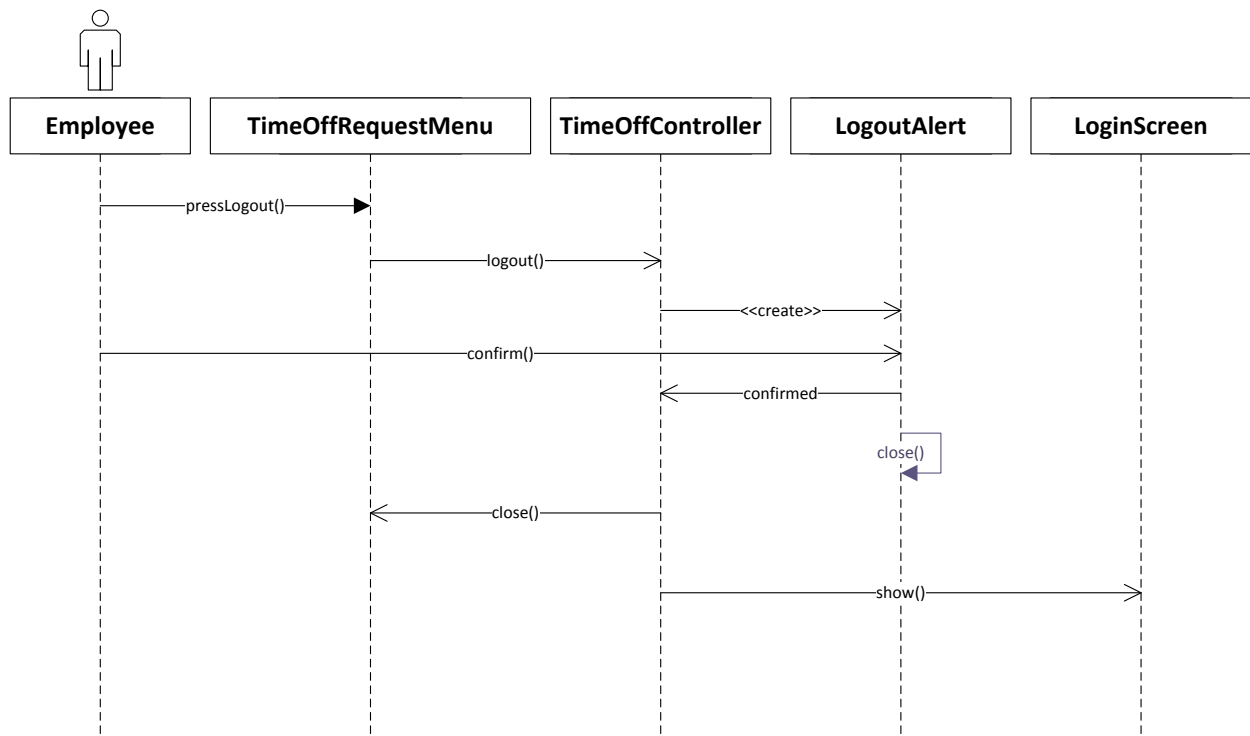 Employee
TimeOffRequestMenu
TimeOffController
LogoutAlert
LoginScreen
pressLogout()
logout()
<<create>>
confirm()
confirmed
close()
close()
show()